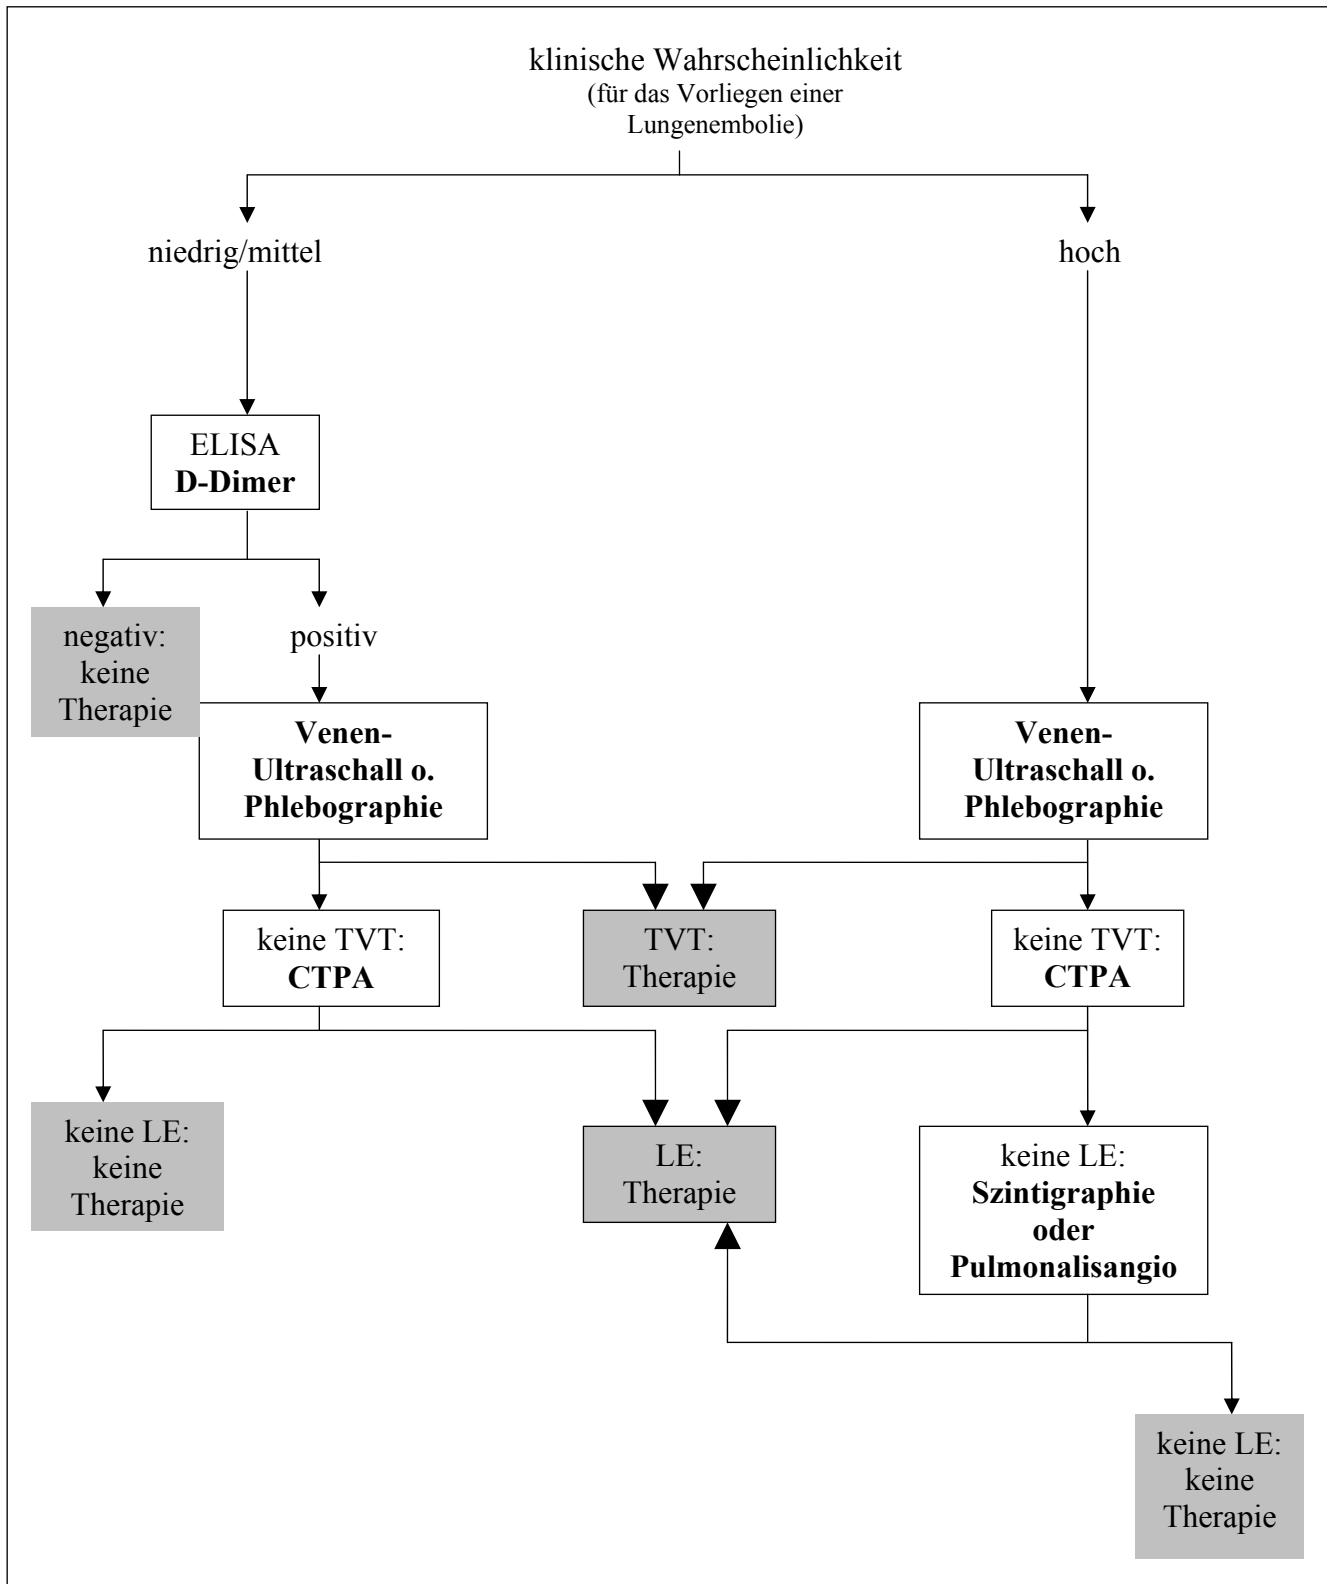 klinische Wahrscheinlichkeit
(für das Vorliegen einer
Lungenembolie)
niedrig/mittel
hoch
ELISA
D-Dimer
negativ:
keine
Therapie
positiv
Venen-
Ultraschall o.
Phlebographie
Venen-
Ultraschall o.
Phlebographie
keine TVT:
CTPA
TVT:
Therapie
keine TVT:
CTPA
keine LE:
keine
Therapie
LE:
Therapie
keine LE:
Szintigraphie
oder
Pulmonalisangio
keine LE:
keine
Therapie